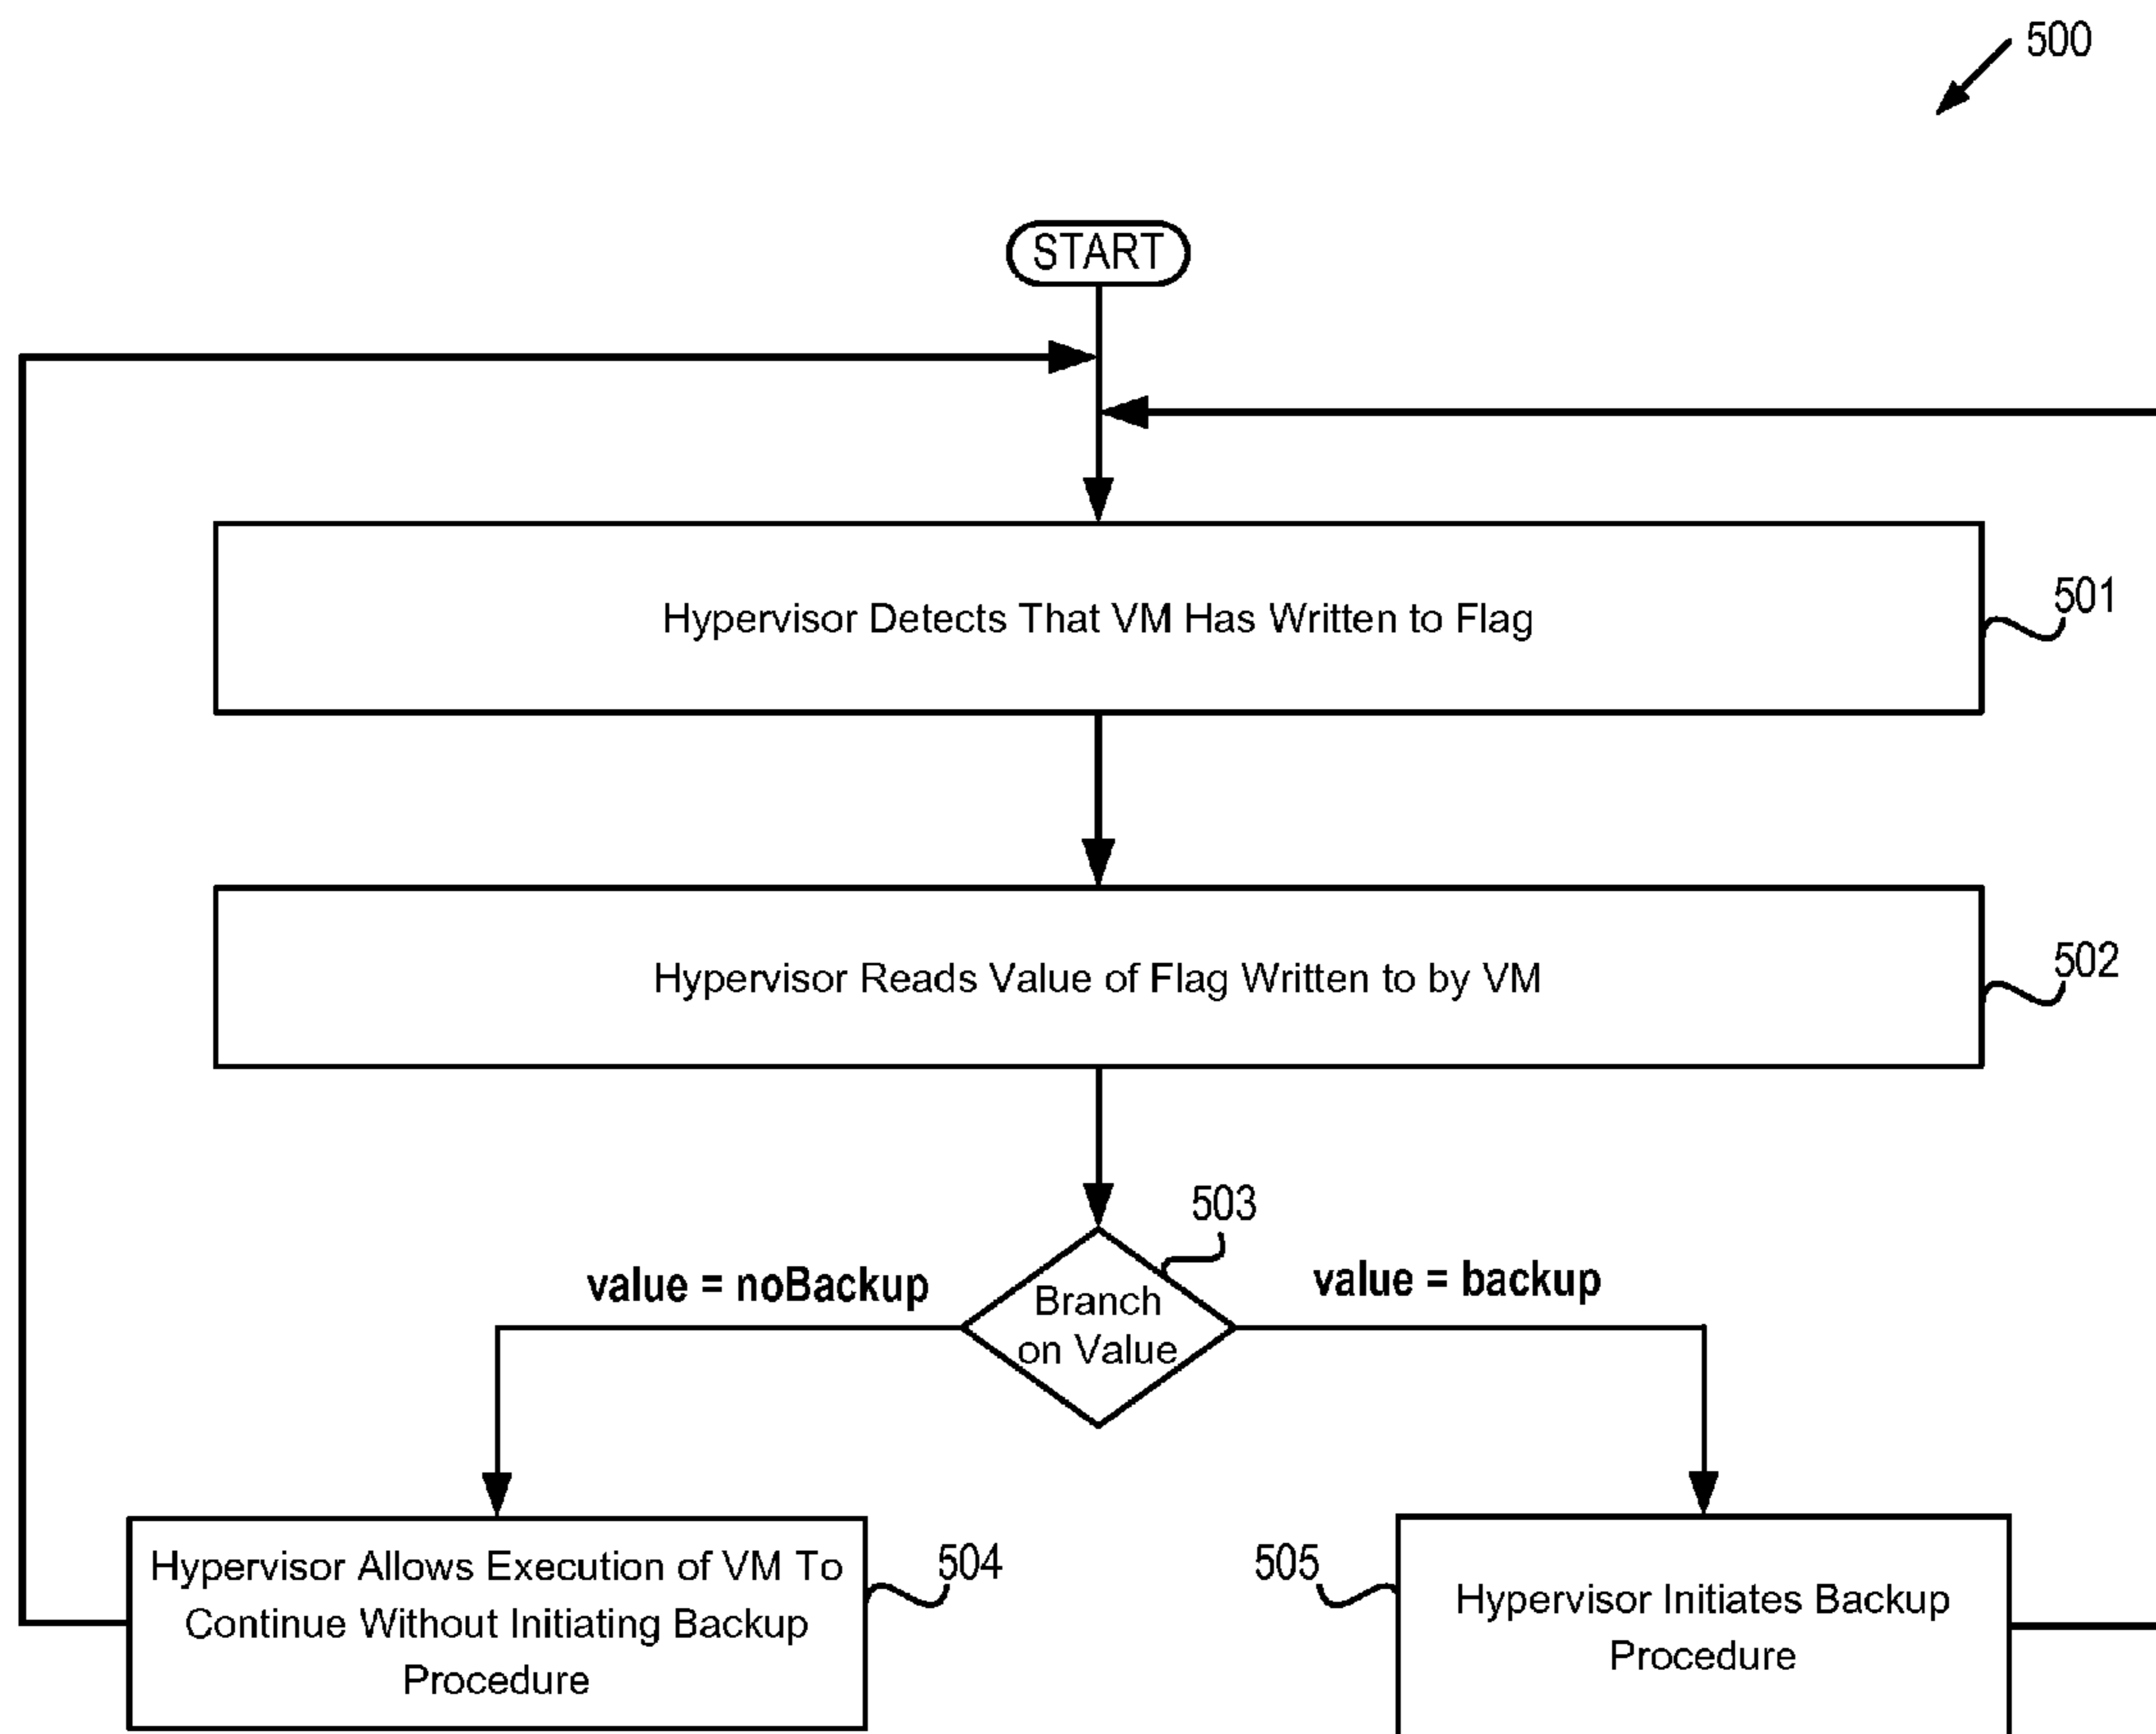 500
START
Hypervisor Detects That VM Has Written to Flag
501
Hypervisor Reads Value of Flag Written to by VM
502
503
value = noBackup
value = backup
Branch
on Value
Hypervisor Allows Execution of VM To
Continue Without Initiating Backup
Procedure
504
505
Hypervisor Initiates Backup
Procedure